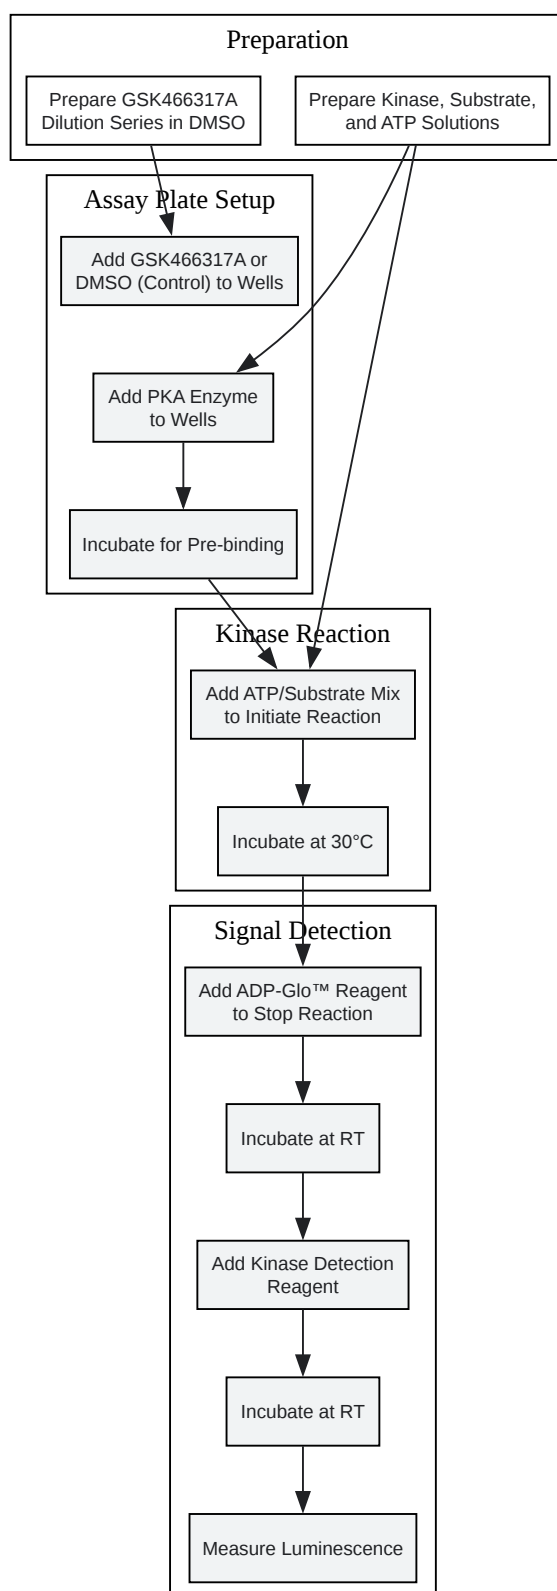 Preparation
Prepare GSK466317A
Dilution Series in DMSO
Prepare Kinase, Substrate,
and ATP Solutions
Assay Plate Setup
Add GSK466317A or
DMSO (Control) to Wells
Add PKA Enzyme
to Wells
Incubate for Pre-binding
Kinase Reaction
Add ATP/Substrate Mix
to Initiate Reaction
Incubate at 30°C
Signal Detection
Add ADP-Glo™ Reagent
to Stop Reaction
Incubate at RT
Add Kinase Detection
Reagent
Incubate at RT
Measure Luminescence